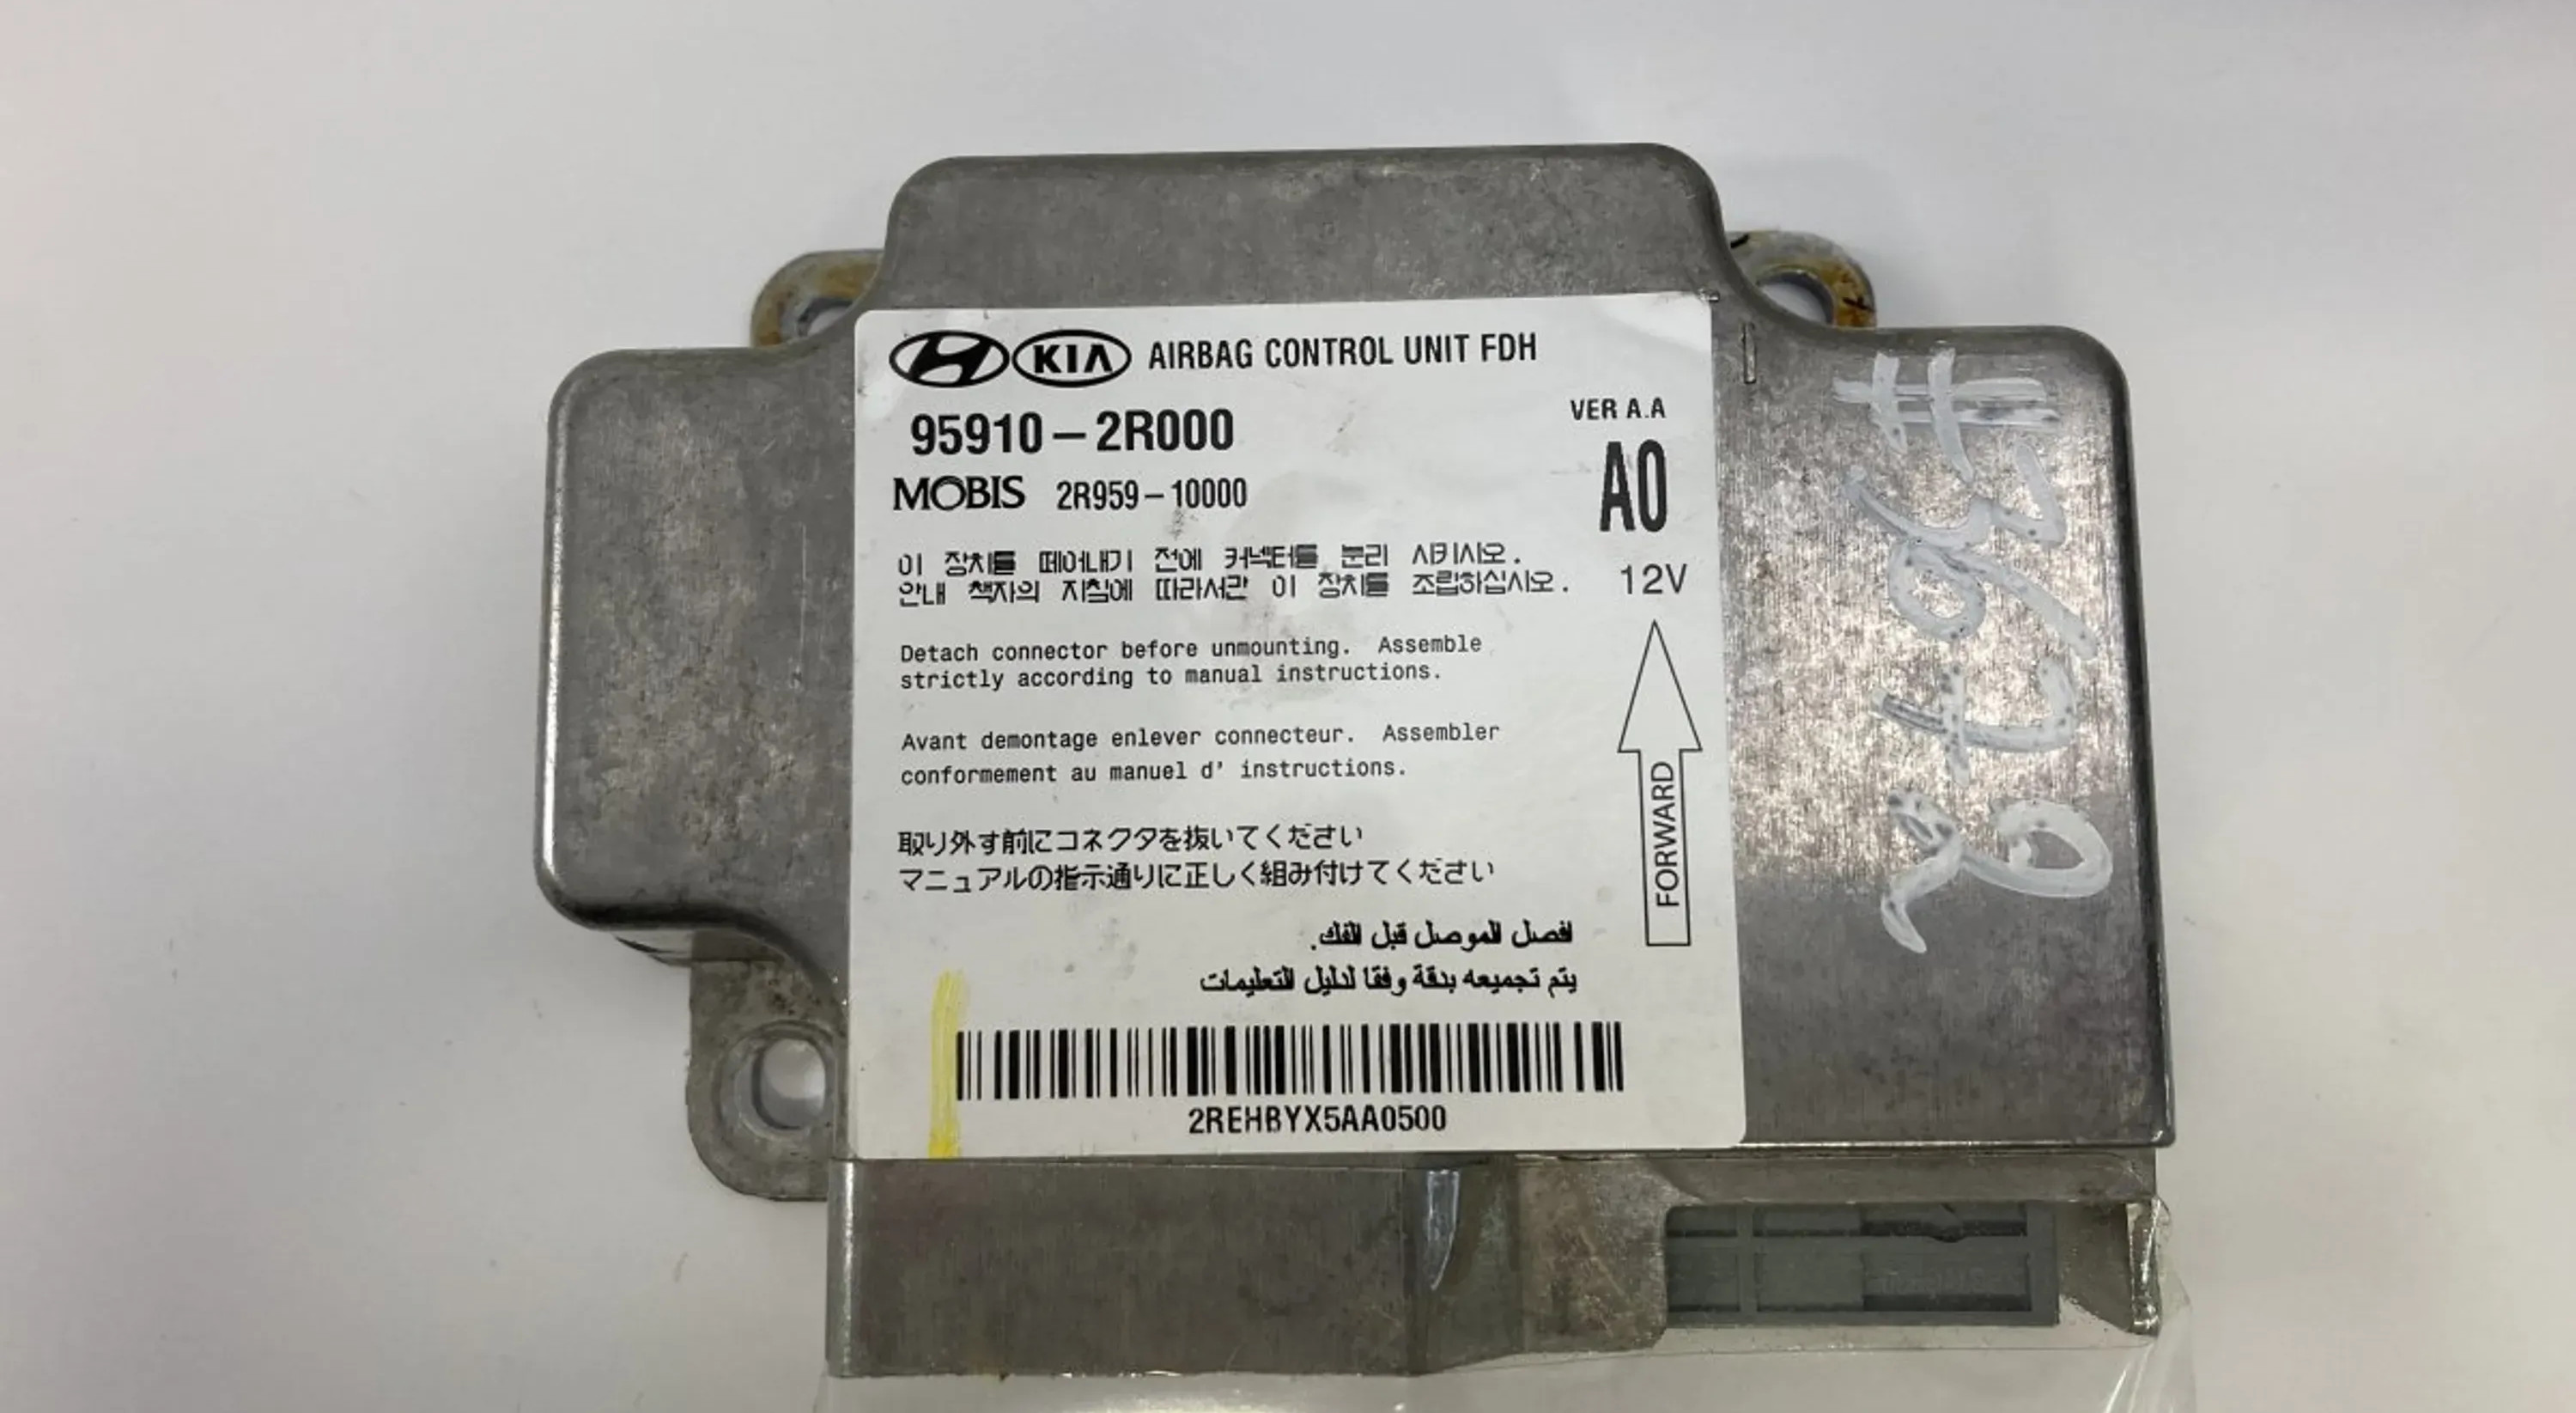 KIA AIRBAG CONTROL UNIT FDH
95910-2R000
VER A.A
MOBIS 2R959-10000
A0
이 장치를 떼어내기 전에 커넥터를 분리 시키시오.
안내 책자의 지침에 따라서만 이 장치를 조립하십시오.
12V
Detach connector before unmounting. Assemble
strictly according to manual instructions.
Avant demontage enlever connecteur. Assembler
conformement au manuel d' instructions.
FORWARD
取り外す前にコネクタを抜いてください
マニュアルの指示通りに正しく組み付けてください
افصل الموصل قبل الفك.
يتم تجميعه بدقة وفقا لدليل التعليمات
2REHBYX5AA0500